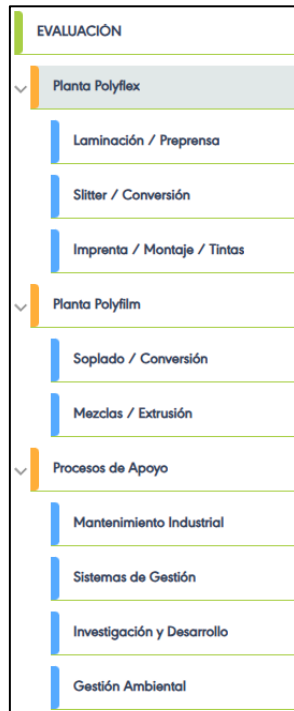 EVALUACIÓN
Planta Polyflex
Laminación / Preprensa
Slitter / Conversión
Imprenta / Montaje / Tintas
Planta Polyfilm
Soplado / Conversión
Mezclas / Extrusión
Procesos de Apoyo
Mantenimiento Industrial
Sistemas de Gestión
Investigación y Desarrollo
Gestión Ambiental